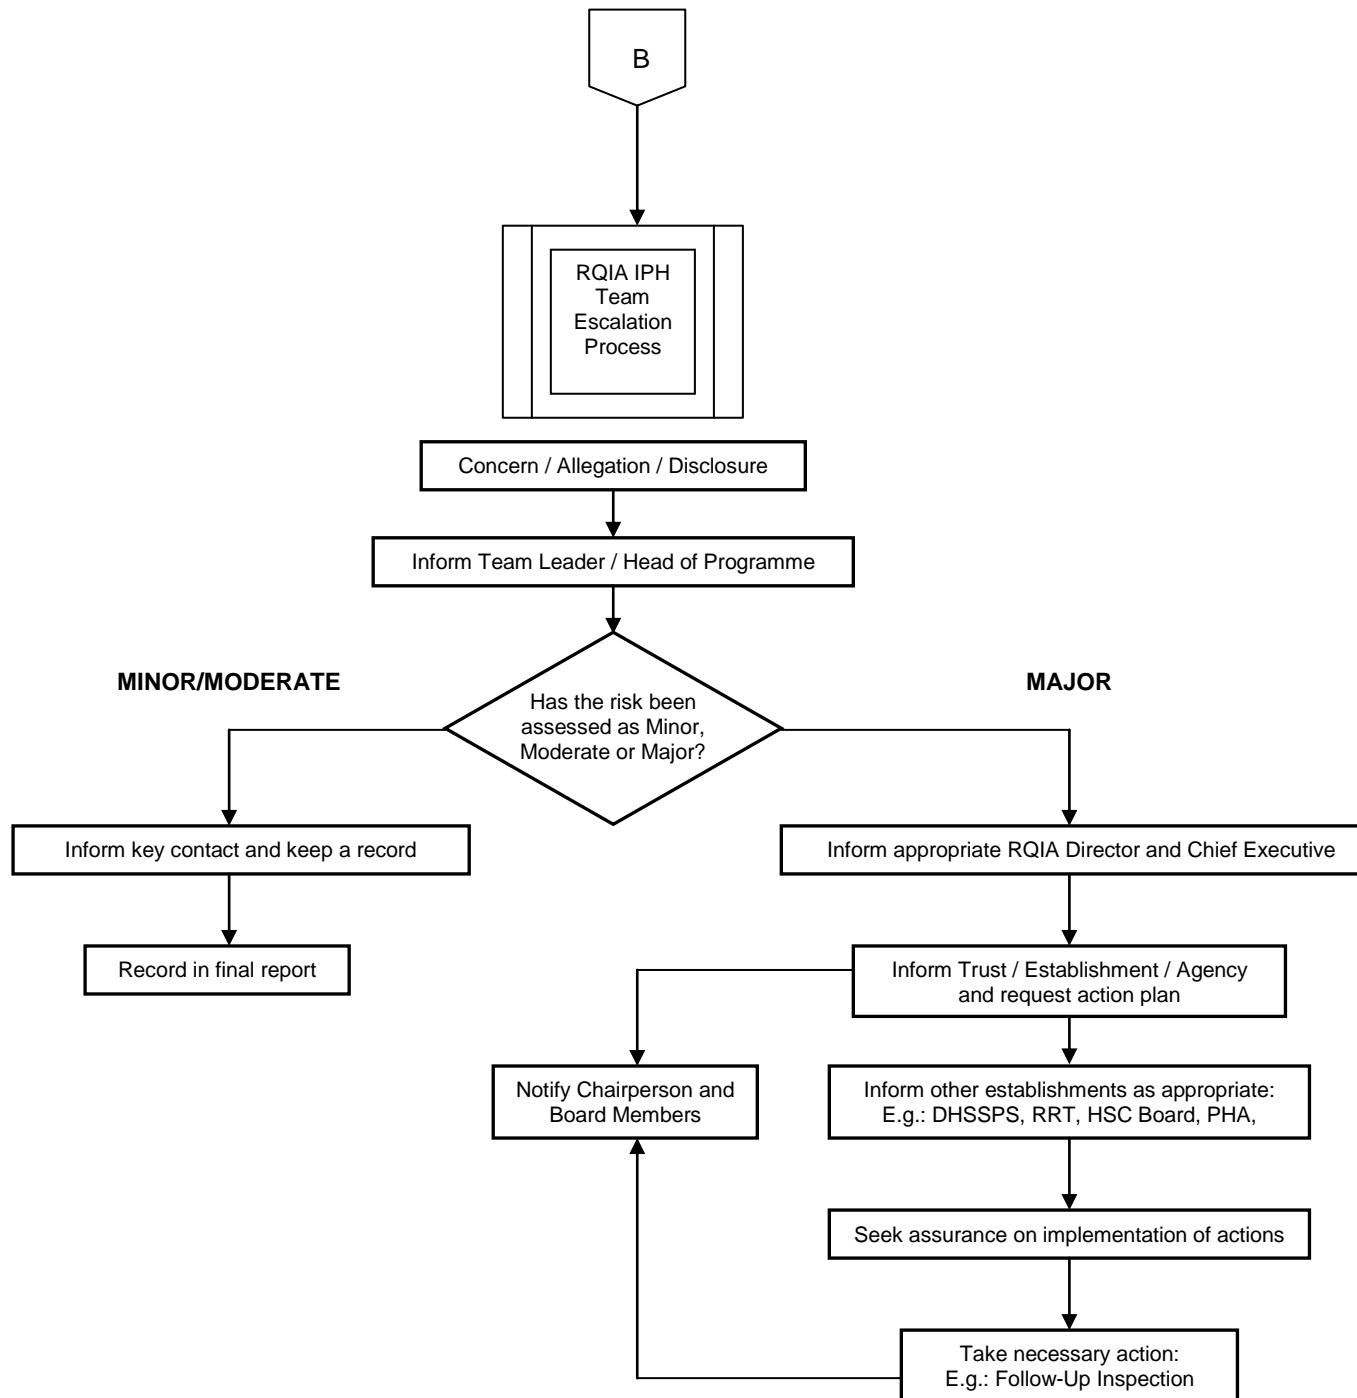 B
RQIA IPH
Team
Escalation
Process
Concern / Allegation / Disclosure
Inform Team Leader / Head of Programme
MINOR/MODERATE
MAJOR
Has the risk been
assessed as Minor,
Moderate or Major?
Inform key contact and keep a record
Inform appropriate RQIA Director and Chief Executive
Record in final report
Inform Trust / Establishment / Agency
and request action plan
Notify Chairperson and
Board Members
Inform other establishments as appropriate:
E.g.: DHSSPS, RRT, HSC Board, PHA,
Seek assurance on implementation of actions
Take necessary action:
E.g.: Follow-Up Inspection